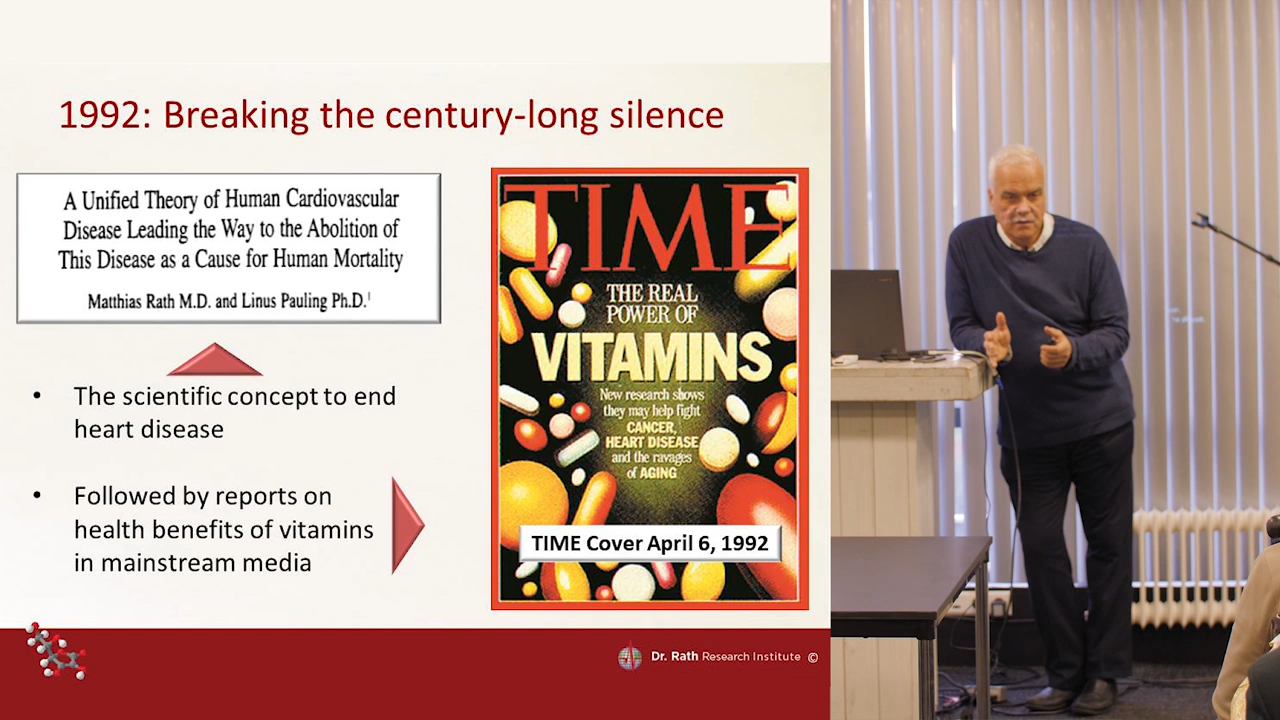 1992: Breaking the century-long silence
A Unified Theory of Human Cardiovascular
Disease Leading the Way to the Abolition of
This Disease as a Cause for Human Mortality
Matthias Rath M.D. and Linus Pauling Ph.D.¹
• The scientific concept to end
heart disease
• Followed by reports on
health benefits of vitamins
in mainstream media
TIME
THE REAL
POWER OF
VITAMINS
New research shows
they may help fight
CANCER,
HEART DISEASE
and the ravages
of AGING
TIME Cover April 6, 1992
Dr. Rath Research Institute ©